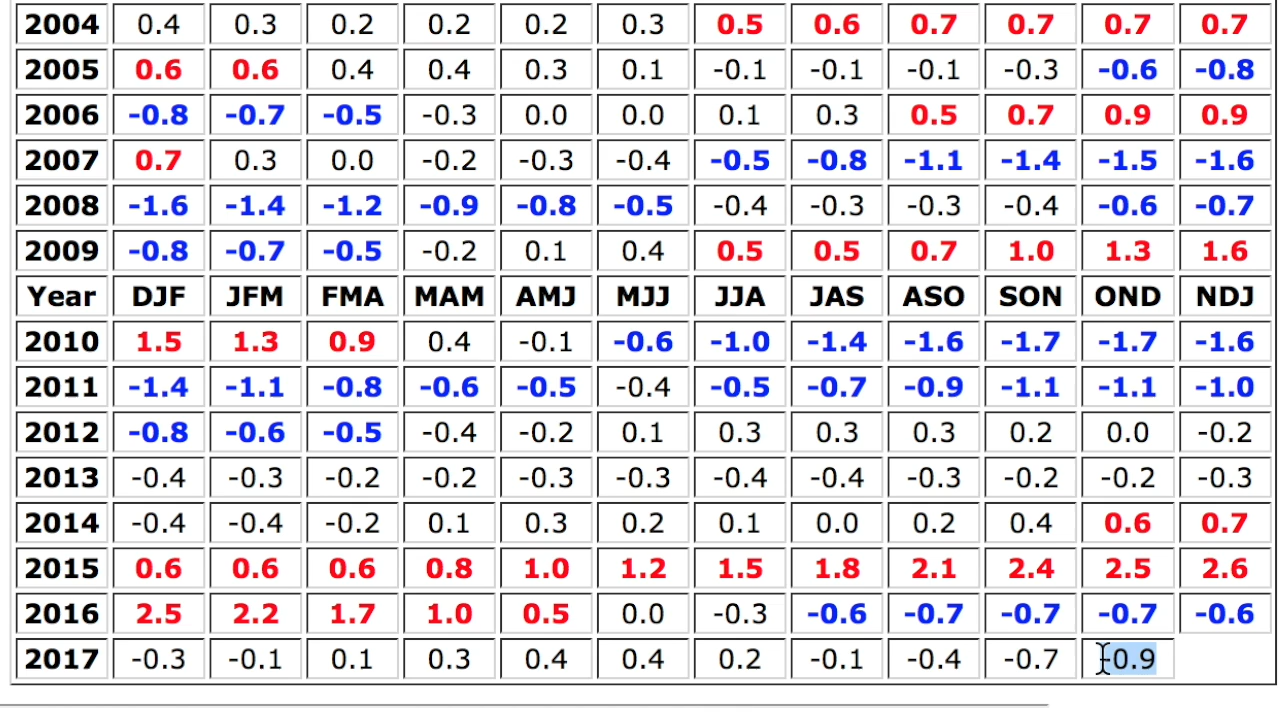 2004 0.4 0.3 0.2 0.2 0.2 0.3 0.5 0.6 0.7 0.7 0.7 0.7
2005 0.6 0.6 0.4 0.4 0.3 0.1 -0.1 -0.1 -0.1 -0.3 -0.6 -0.8
2006 -0.8 -0.7 -0.5 -0.3 0.0 0.0 0.1 0.3 0.5 0.7 0.9 0.9
2007 0.7 0.3 0.0 -0.2 -0.3 -0.4 -0.5 -0.8 -1.1 -1.4 -1.5 -1.6
2008 -1.6 -1.4 -1.2 -0.9 -0.8 -0.5 -0.4 -0.3 -0.3 -0.4 -0.6 -0.7
2009 -0.8 -0.7 -0.5 -0.2 0.1 0.4 0.5 0.5 0.7 1.0 1.3 1.6
Year DJF JFM FMA MAM AMJ MJJ JJA JAS ASO SON OND NDJ
2010 1.5 1.3 0.9 0.4 -0.1 -0.6 -1.0 -1.4 -1.6 -1.7 -1.7 -1.6
2011 -1.4 -1.1 -0.8 -0.6 -0.5 -0.4 -0.5 -0.7 -0.9 -1.1 -1.1 -1.0
2012 -0.8 -0.6 -0.5 -0.4 -0.2 0.1 0.3 0.3 0.3 0.2 0.0 -0.2
2013 -0.4 -0.3 -0.2 -0.2 -0.3 -0.3 -0.4 -0.4 -0.3 -0.2 -0.2 -0.3
2014 -0.4 -0.4 -0.2 0.1 0.3 0.2 0.1 0.0 0.2 0.4 0.6 0.7
2015 0.6 0.6 0.6 0.8 1.0 1.2 1.5 1.8 2.1 2.4 2.5 2.6
2016 2.5 2.2 1.7 1.0 0.5 0.0 -0.3 -0.6 -0.7 -0.7 -0.7 -0.6
2017 -0.3 -0.1 0.1 0.3 0.4 0.4 0.2 -0.1 -0.4 -0.7 -0.9